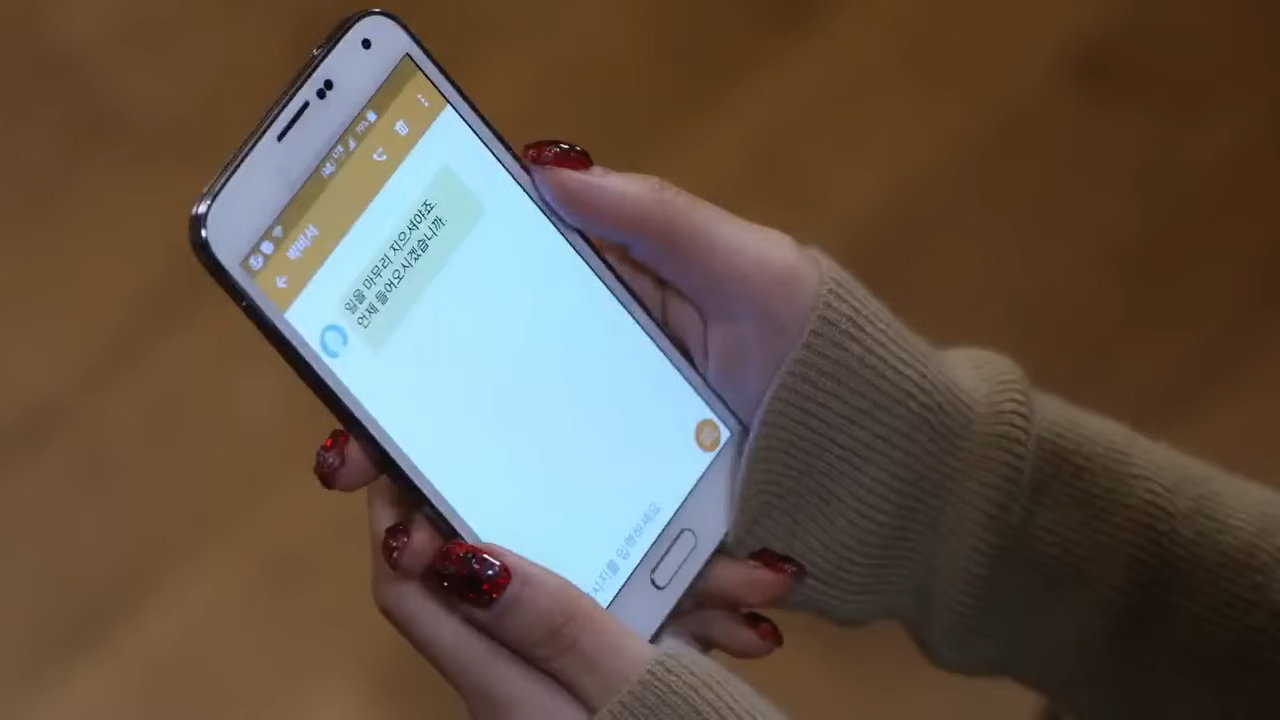 79%
박비서
일을 마무리 지으셔야죠.
언제 들어오시겠습니까.
시지를 입력하세요